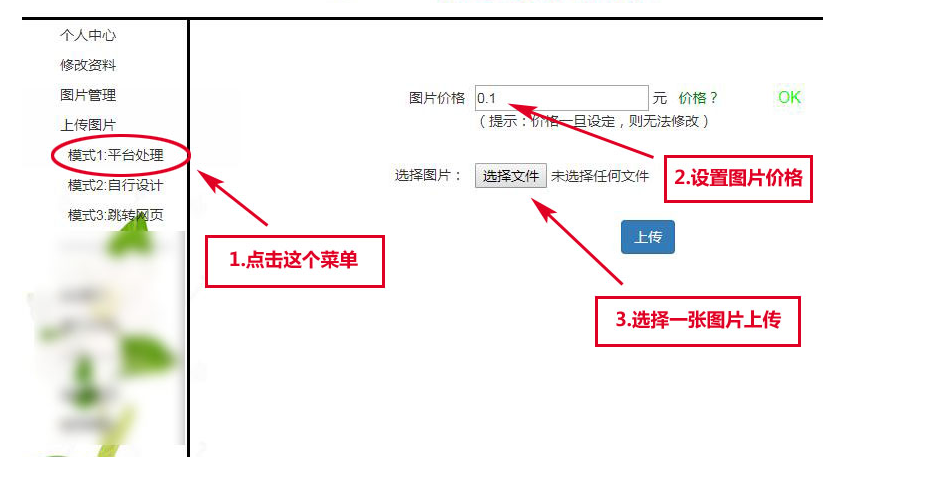 个人中心
修改资料
图片管理
上传图片
模式1:平台处理
模式2:自行设计
模式3:跳转网页
图片价格 0.1 元 价格？ OK
（提示：价格一旦设定，则无法修改）
选择图片： 选择文件 未选择任何文件
上传
1.点击这个菜单
2.设置图片价格
3.选择一张图片上传